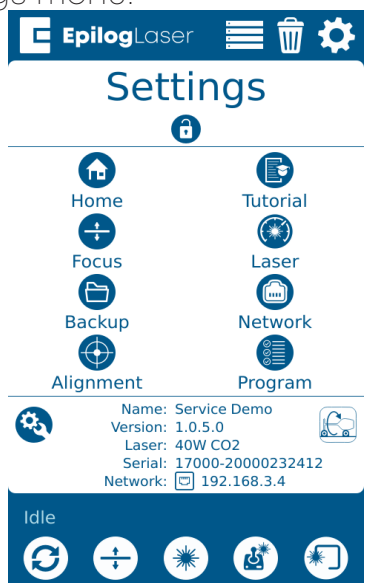 EpilogLaser
Settings
Home Tutorial
Focus Laser
Backup Network
Alignment Program
Name: Service Demo
Version: 1.0.5.0
Laser: 40W CO2
Serial: 17000-20000232412
Network: 192.168.3.4
Idle